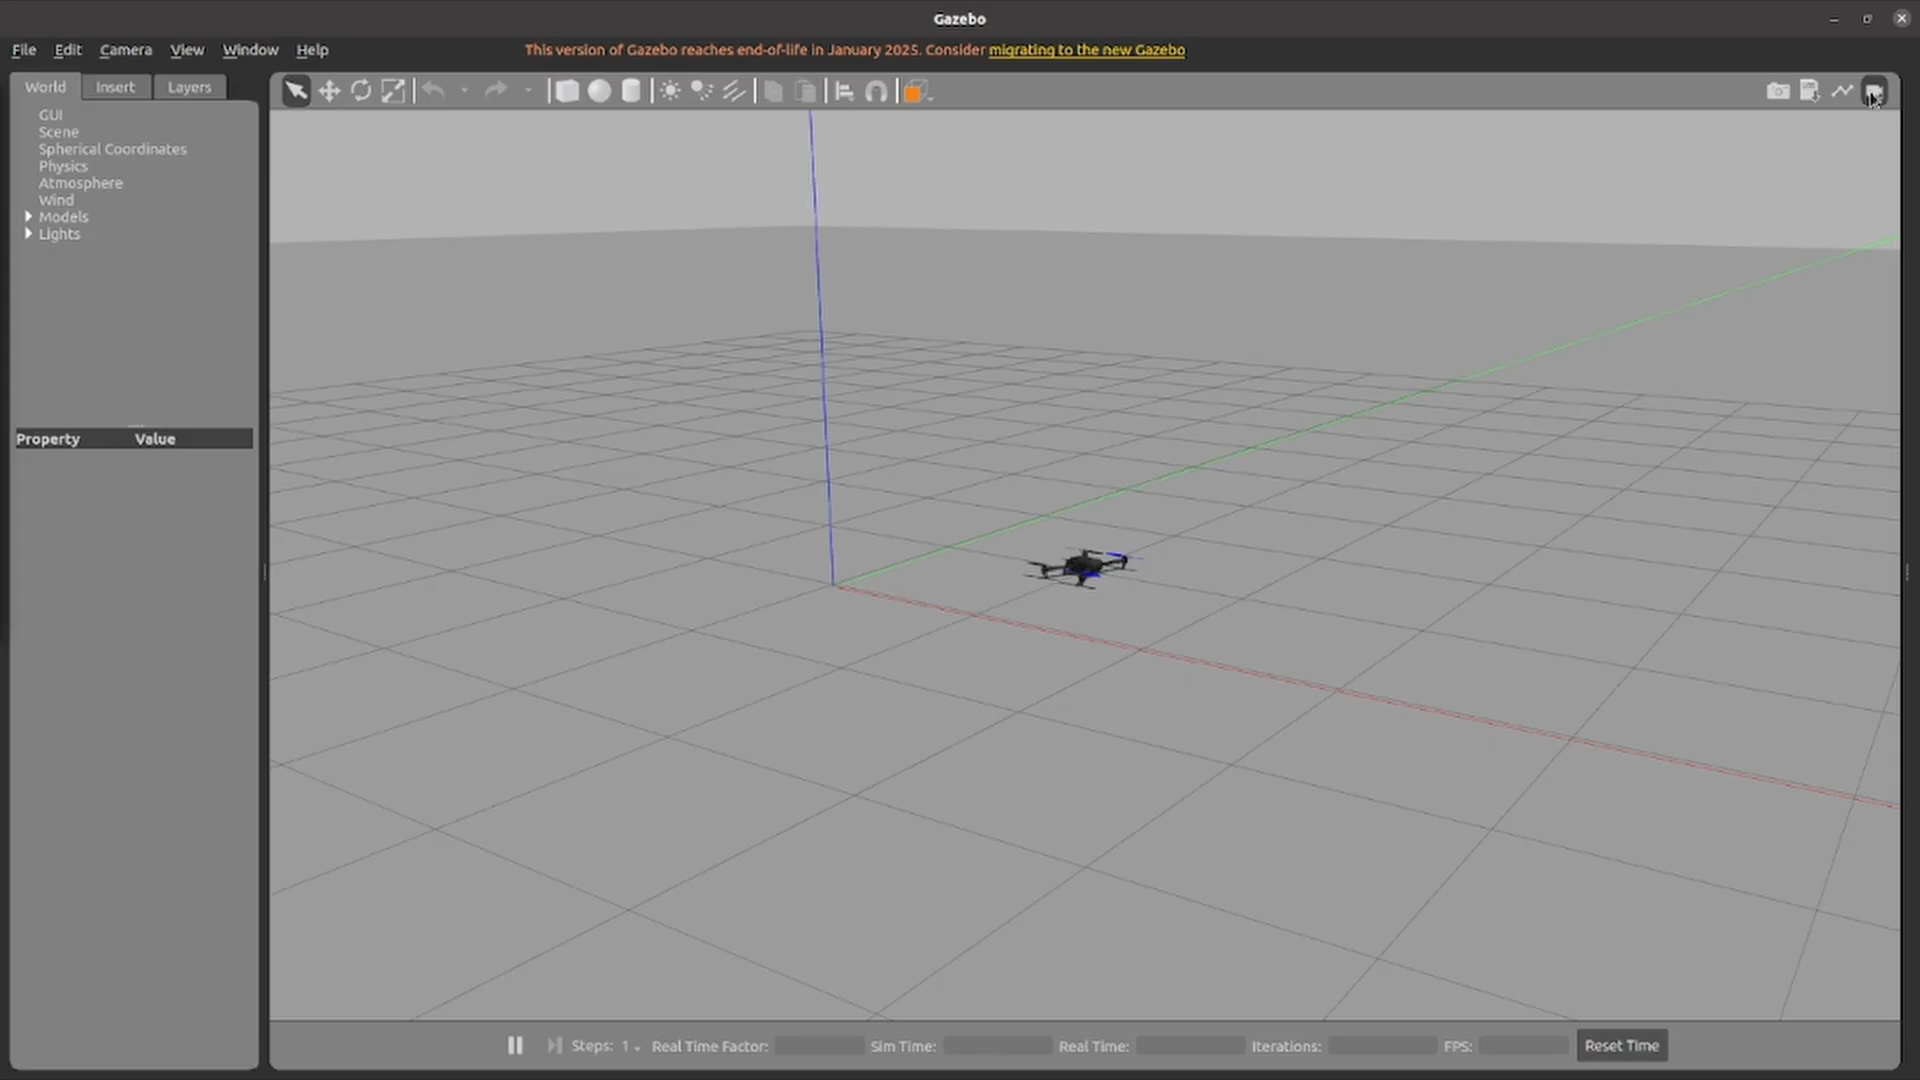 Gazebo
File Edit Camera View Window Help
This version of Gazebo reaches end-of-life in January 2025. Consider migrating to the new Gazebo
World Insert Layers
GUI
Scene
Spherical Coordinates
Physics
Atmosphere
Wind
Models
Lights
Property Value
Steps: 1 Real Time Factor: Sim Time: Real Time: Iterations: FPS: Reset Time